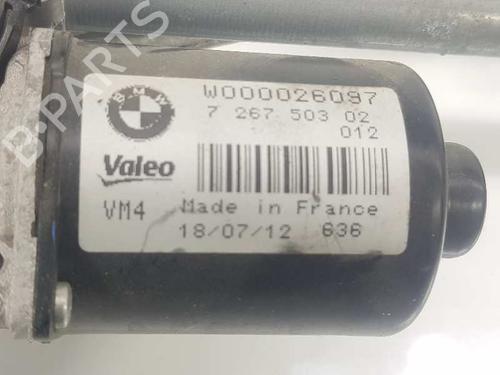 BMW
W000026097
7 267 503 02
012
Valeo
VM4 Made in France
18/07/12 636
B-PARTS